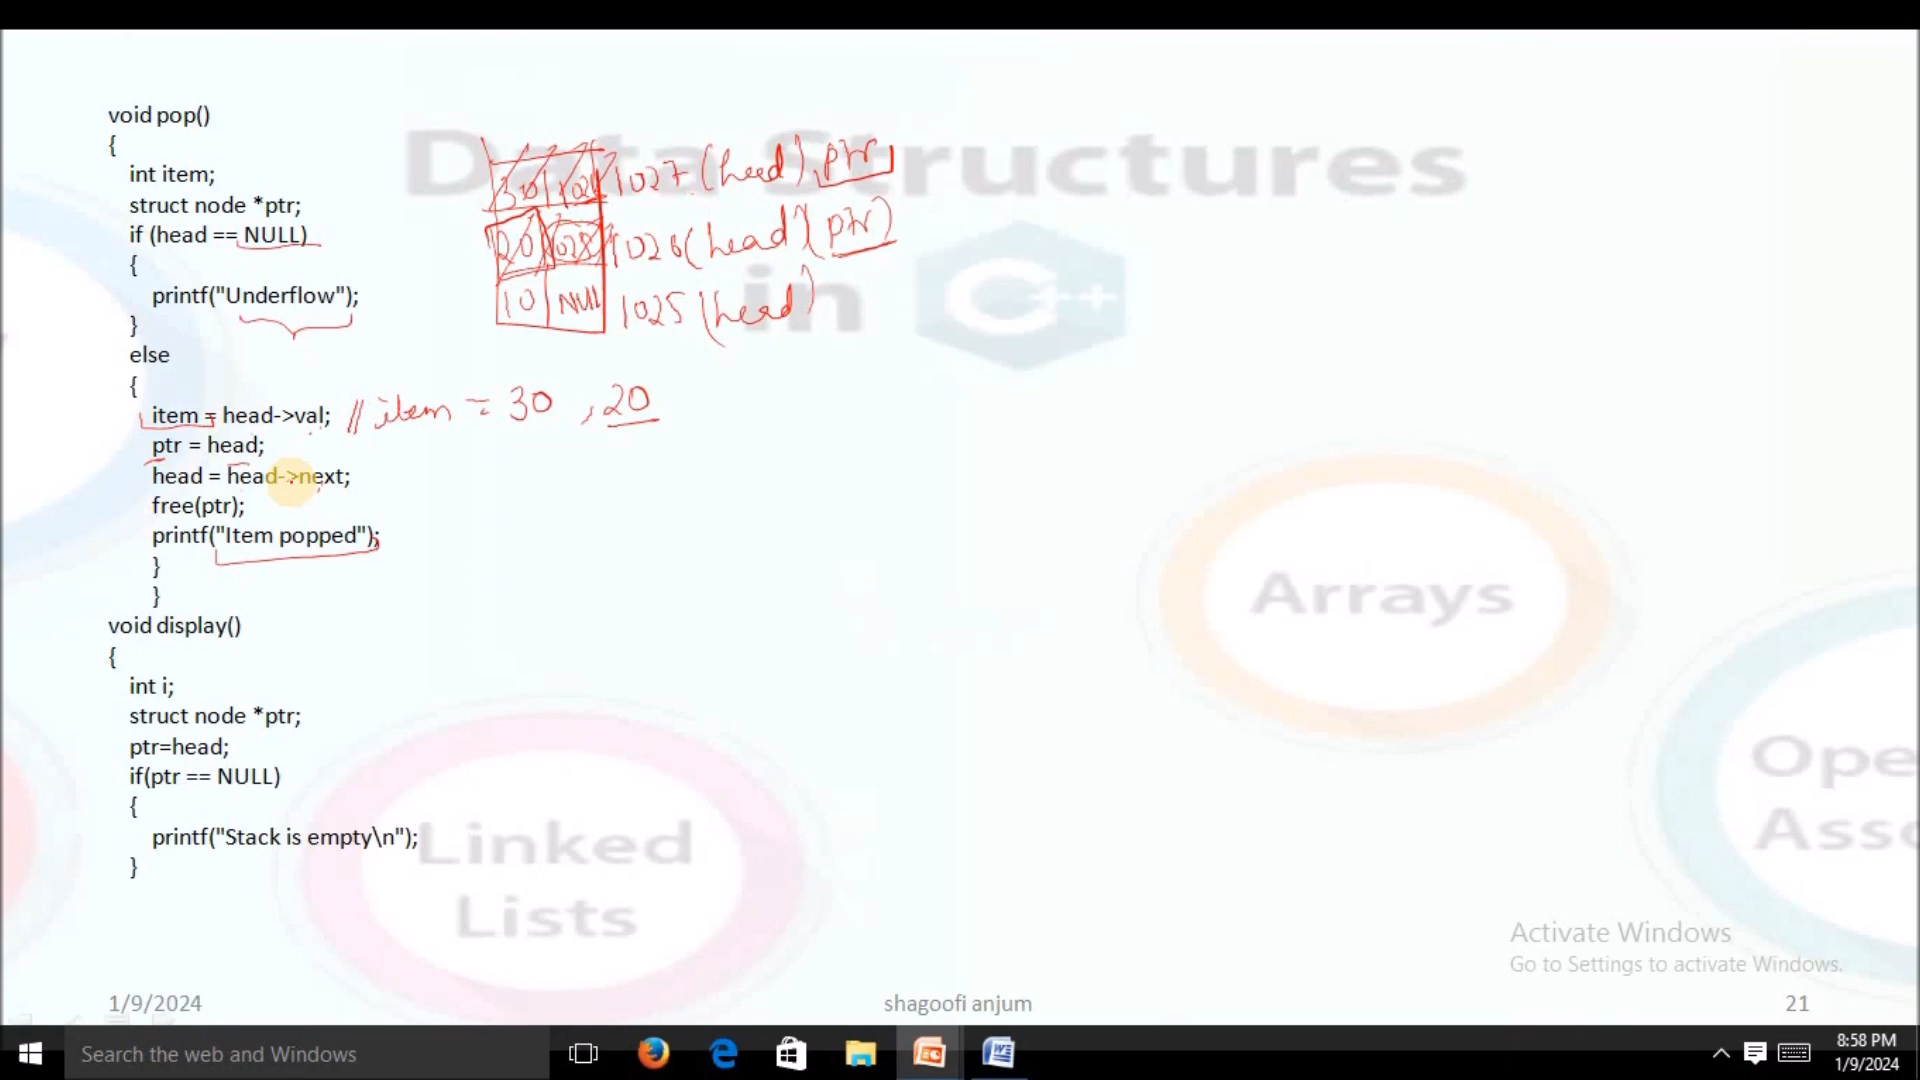 Data Structures
in C++
void pop()
{
int item;
struct node *ptr;
if (head == NULL)
{
printf("Underflow");
}
else
{
item = head->val; // item = 30 , 20
ptr = head;
head = head->next;
free(ptr);
printf("Item popped");
}
}
void display()
{
int i;
struct node *ptr;
ptr=head;
if(ptr == NULL)
{
printf("Stack is empty\n");
}
30 1027 (head), ptr
20 1026 (head) (ptr)
10 NULL 1025 (head)
Arrays
Linked
Lists
Ope
Asso
Activate Windows
Go to Settings to activate Windows.
1/9/2024 shagoofi anjum 21
Search the web and Windows
8:58 PM
1/9/2024